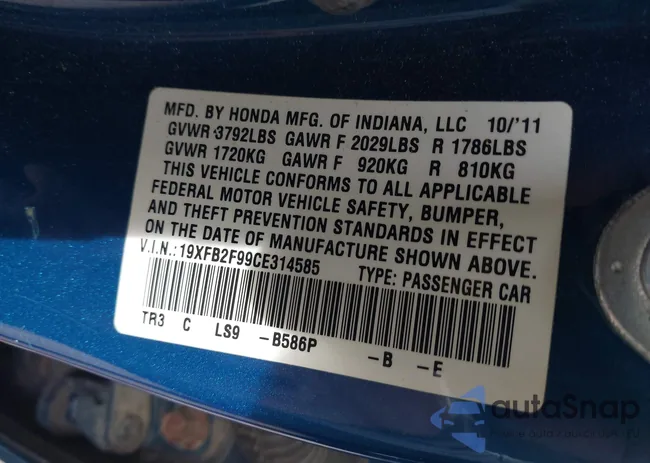 MFD. BY HONDA MFG. OF INDIANA, LLC 10/'11
GVWR 3792LBS GAWR F 2029LBS R 1786LBS
GVWR 1720KG GAWR F 920KG R 810KG
THIS VEHICLE CONFORMS TO ALL APPLICABLE
FEDERAL MOTOR VEHICLE SAFETY, BUMPER,
AND THEFT PREVENTION STANDARDS IN EFFECT
ON THE DATE OF MANUFACTURE SHOWN ABOVE.
V.I.N.:19XFB2F99CE314585 TYPE: PASSENGER CAR
TR3 C LS9 -B586P -B -E
autoSnap